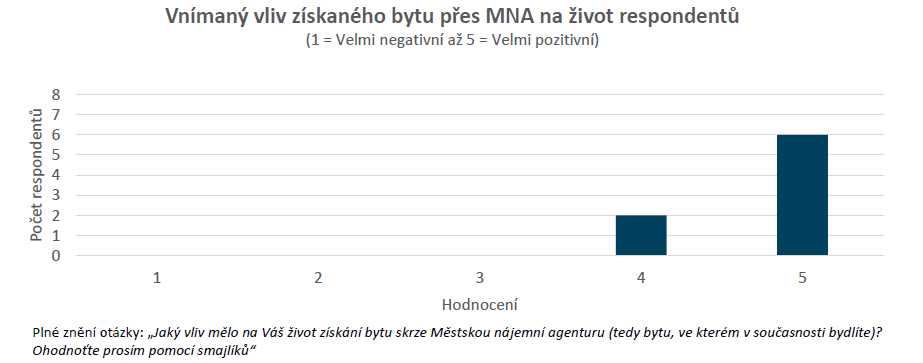 Vnímaný vliv získaného bytu přes MNA na život respondentů
(1 = Velmi negativní až 5 = Velmi pozitivní)
8
7
6
5
4
3
2
1
0
Počet respondentů
1 2 3 4 5
Hodnocení
Plné znění otázky: „Jaký vliv mělo na Váš život získání bytu skrze Městskou nájemní agenturu (tedy bytu, ve kterém v současnosti bydlíte)?
Ohodnoťte prosím pomocí smajlíků“